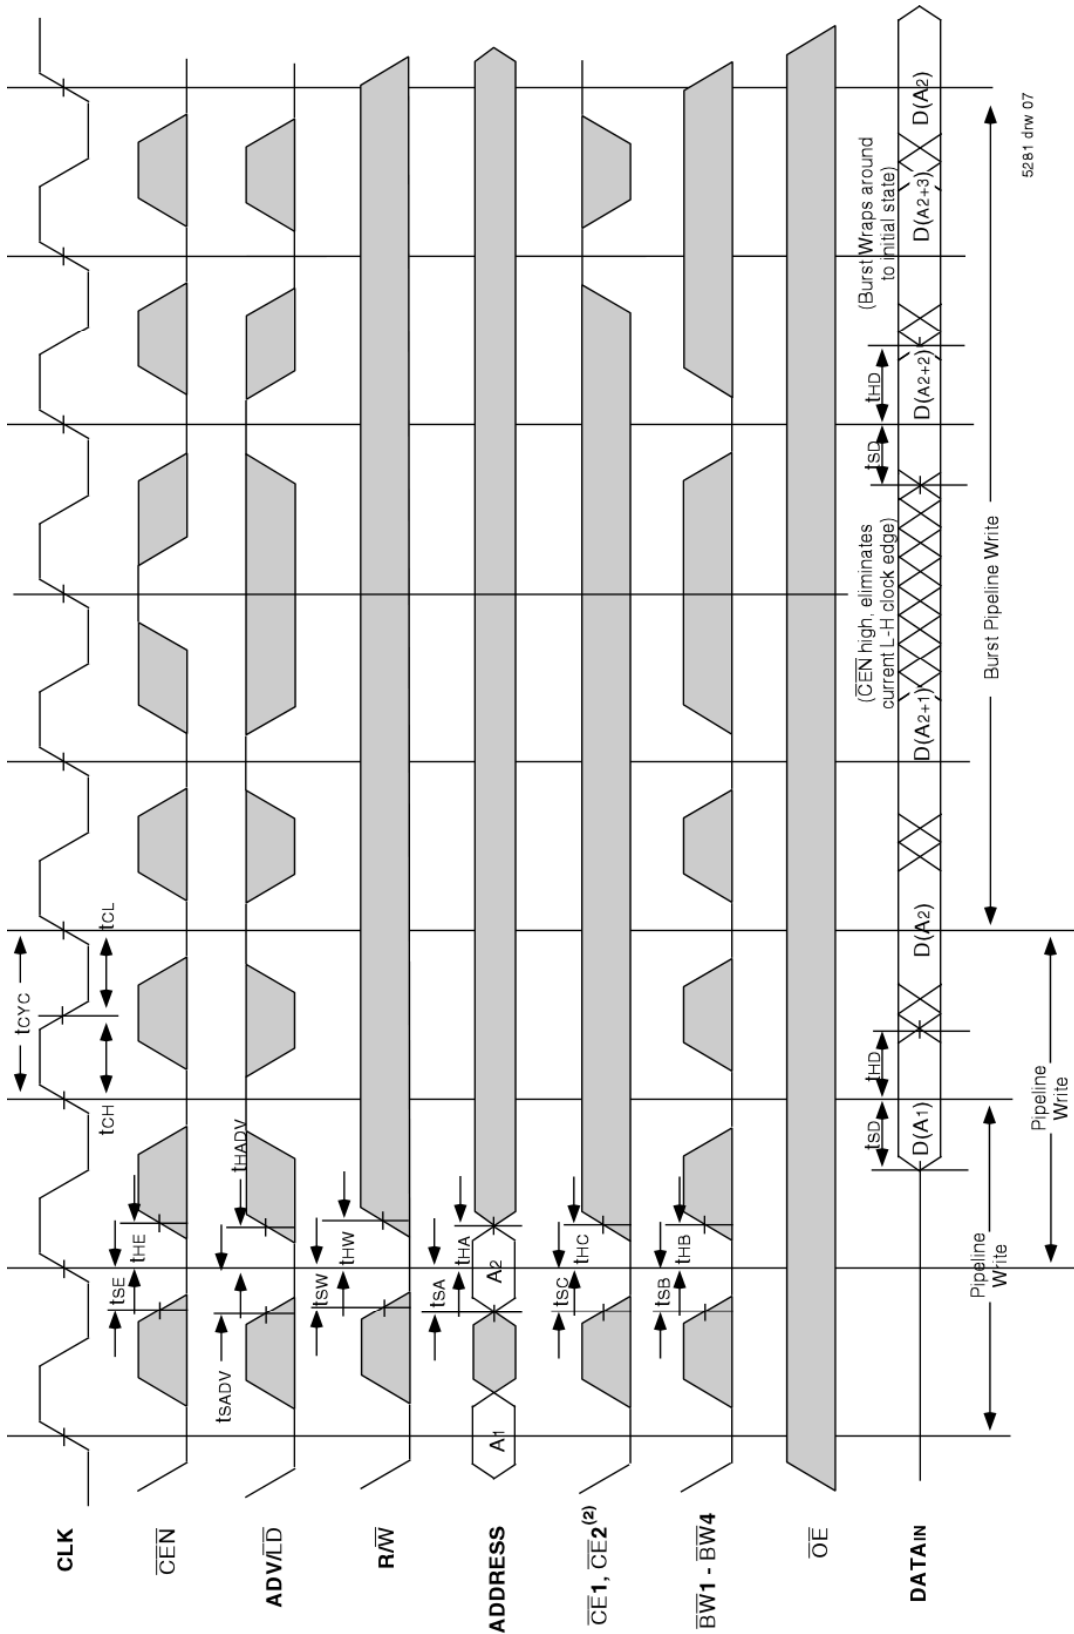 tCYC
tCH
tCL
CLK
tSE
tHE
CEN
tSADV
tHADV
ADV/LD
tSW
tHW
R/W
tSA
tHA
A1
A2
ADDRESS
tSC
tHC
CE1, CE2(2)
tSB
tHB
BW1 - BW4
OE
(CEN high, eliminates
current L-H clock edge)
(Burst Wraps around
to initial state)
tSD
tHD
tSD
tHD
DATAIN
D(A1)
D(A2)
D(A2+1)
D(A2+2)
D(A2+3)
D(A2)
Pipeline
Write
Pipeline
Write
Burst Pipeline Write
5281 drw 07